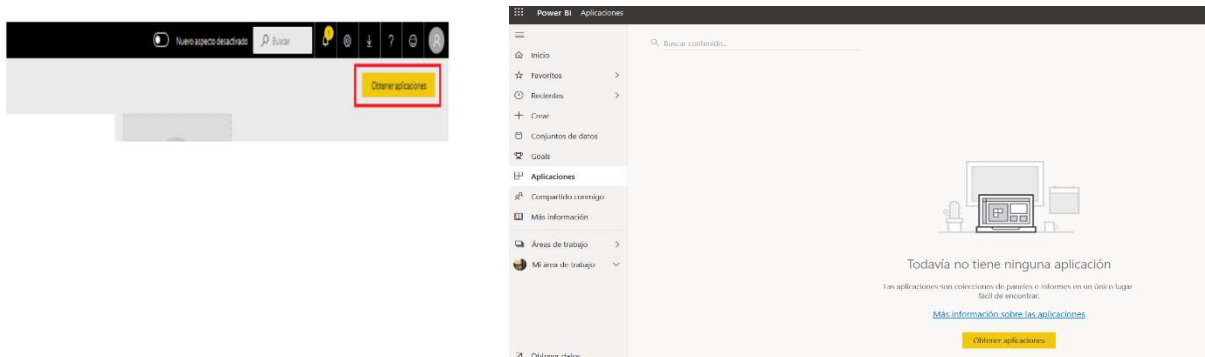 Nuevo aspecto desactivado
Buscar
?
Obtener aplicaciones
Power BI Aplicaciones
Buscar contenido...
Inicio
Favoritos
Recientes
Crear
Conjuntos de datos
Goals
Aplicaciones
Compartido conmigo
Más información
Áreas de trabajo
Mi área de trabajo
Obtener datos
Todavía no tiene ninguna aplicación
Las aplicaciones son colecciones de paneles e informes en un único lugar
fácil de encontrar.
Más información sobre las aplicaciones
Obtener aplicaciones